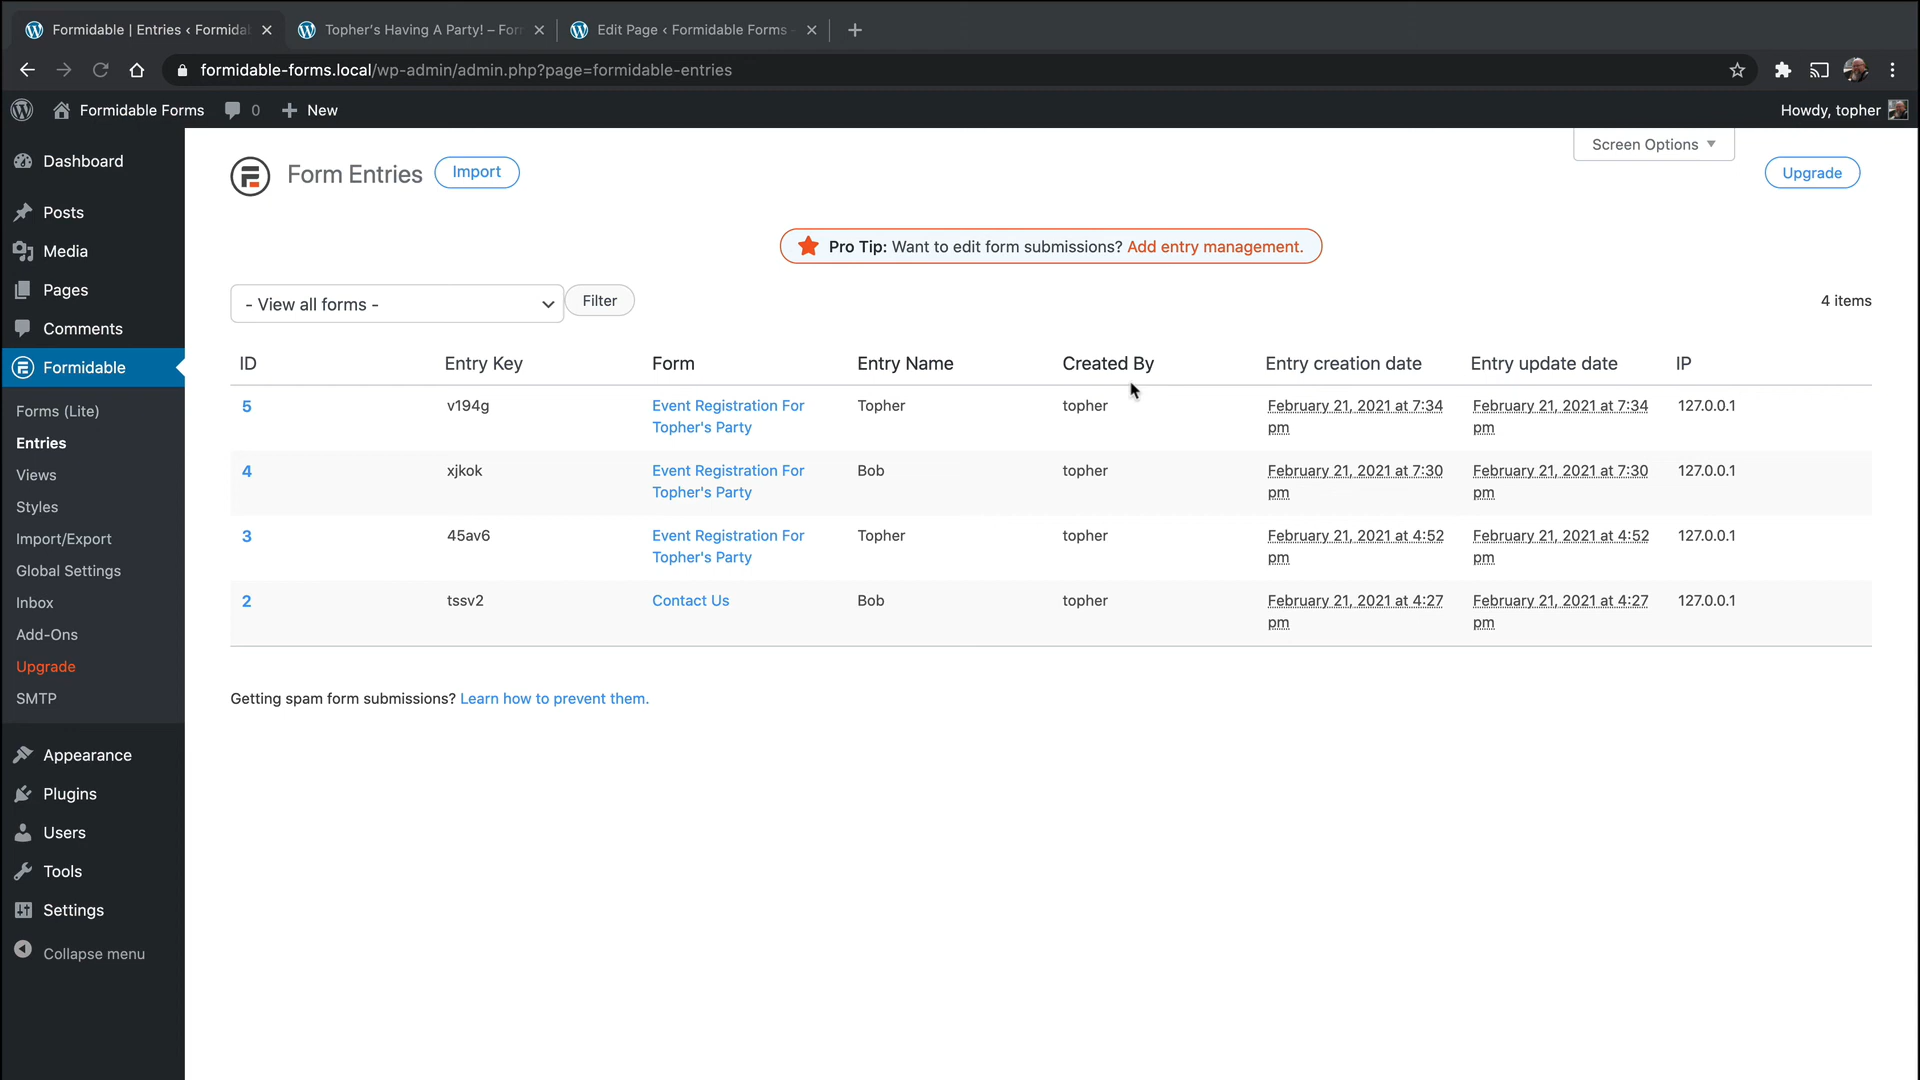 Formidable | Entries ‹ Formida
Topher's Having A Party! – For
Edit Page ‹ Formidable Forms
formidable-forms.local/wp-admin/admin.php?page=formidable-entries
Formidable Forms
0
New
Howdy, topher
Dashboard
Posts
Media
Pages
Comments
Formidable
Forms (Lite)
Entries
Views
Styles
Import/Export
Global Settings
Inbox
Add-Ons
Upgrade
SMTP
Appearance
Plugins
Users
Tools
Settings
Collapse menu
Screen Options
Form Entries
Import
Upgrade
Pro Tip: Want to edit form submissions? Add entry management.
- View all forms -
Filter
4 items
ID Entry Key Form Entry Name Created By Entry creation date Entry update date IP
5 v194g Event Registration For Topher topher February 21, 2021 at 7:34 February 21, 2021 at 7:34 127.0.0.1
Topher's Party pm pm
4 xjkok Event Registration For Bob topher February 21, 2021 at 7:30 February 21, 2021 at 7:30 127.0.0.1
Topher's Party pm pm
3 45av6 Event Registration For Topher topher February 21, 2021 at 4:52 February 21, 2021 at 4:52 127.0.0.1
Topher's Party pm pm
2 tssv2 Contact Us Bob topher February 21, 2021 at 4:27 February 21, 2021 at 4:27 127.0.0.1
pm pm
Getting spam form submissions? Learn how to prevent them.